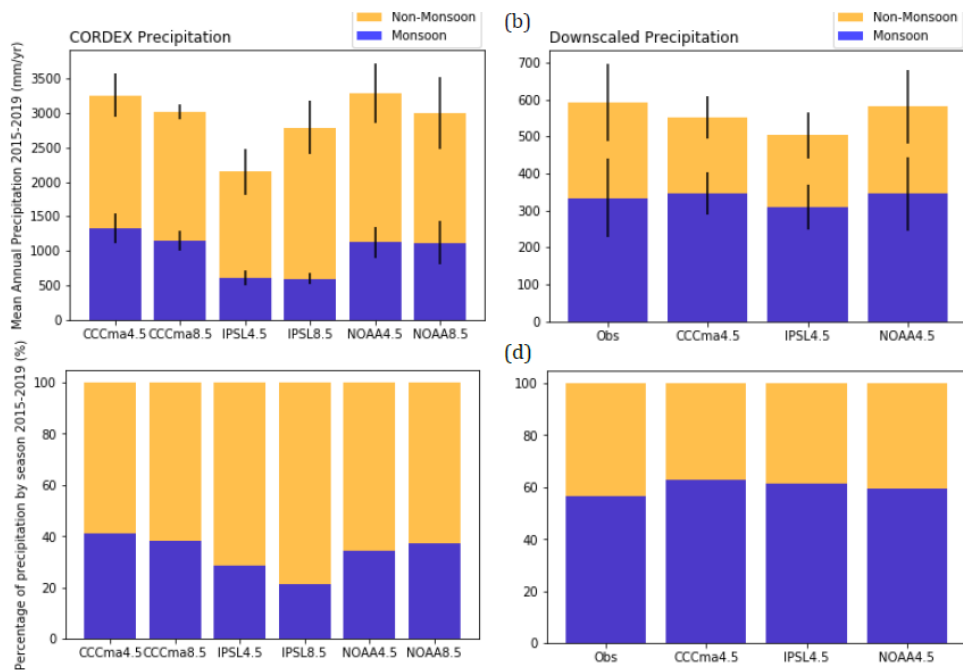 Non-Monsoon
Monsoon
CORDEX Precipitation
(b)
Non-Monsoon
Monsoon
Downscaled Precipitation
Mean Annual Precipitation 2015-2019 (mm/yr)
3500
3000
2500
2000
1500
1000
500
0
CCCma4.5 CCCma8.5 IPSL4.5 IPSL8.5 NOAA4.5 NOAA8.5
700
600
500
400
300
200
100
0
Obs CCCma4.5 IPSL4.5 NOAA4.5
(d)
Percentage of precipitation by season 2015-2019 (%)
100
80
60
40
20
0
CCCma4.5 CCCma8.5 IPSL4.5 IPSL8.5 NOAA4.5 NOAA8.5
100
80
60
40
20
0
Obs CCCma4.5 IPSL4.5 NOAA4.5